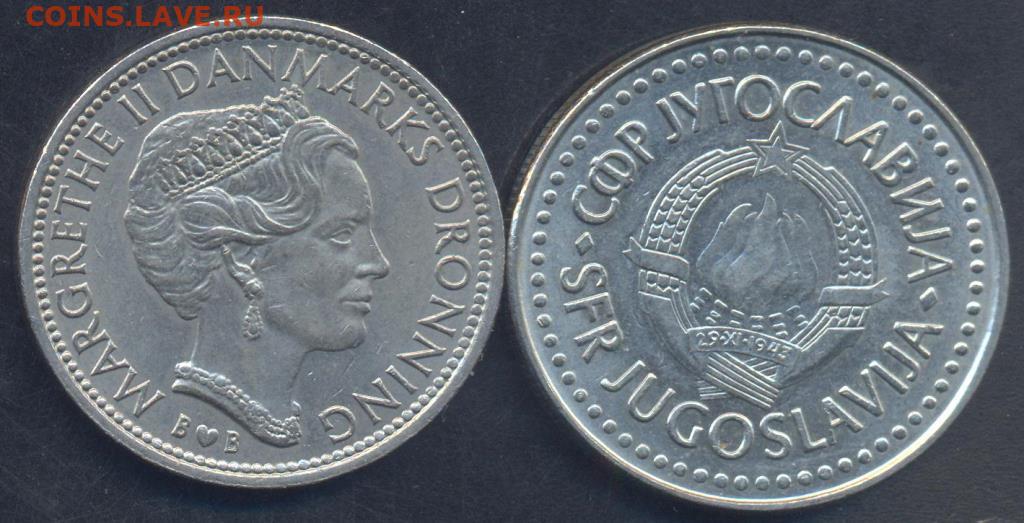 COINS.LAVE.RU
MARGRETHE II DANMARKS DRONNING
B♥B
СФР ЈУГОСЛАВИЈА
SFR JUGOSLAVIJA
29·XI·1943